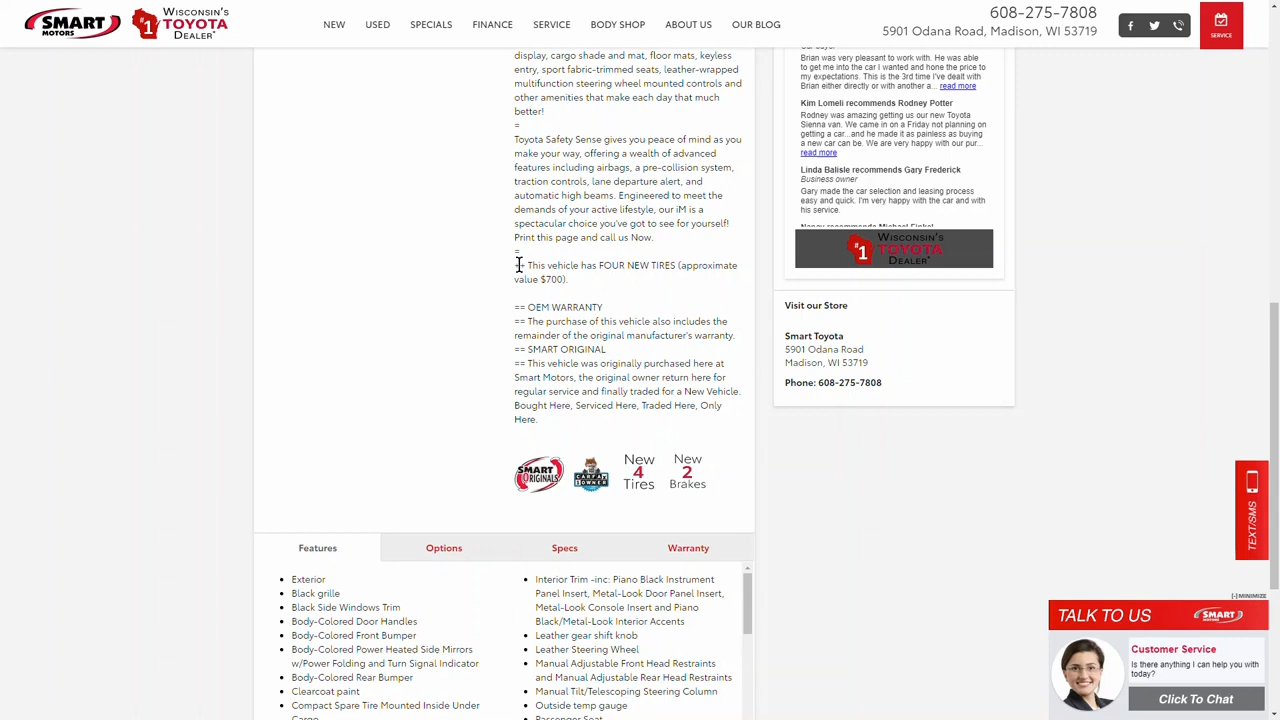 SMART
MOTORS
WISCONSIN'S
#1 TOYOTA
DEALER
NEW USED SPECIALS FINANCE SERVICE BODY SHOP ABOUT US OUR BLOG
608-275-7808
5901 Odana Road, Madison, WI 53719
SERVICE
display, cargo shade and mat, floor mats, keyless
entry, sport fabric-trimmed seats, leather-wrapped
multifunction steering wheel mounted controls and
other amenities that make each day that much
better!
=
Toyota Safety Sense gives you peace of mind as you
make your way, offering a wealth of advanced
features including airbags, a pre-collision system,
traction controls, lane departure alert, and
automatic high beams. Engineered to meet the
demands of your active lifestyle, our iM is a
spectacular choice you've got to see for yourself!
Print this page and call us Now.
=
This vehicle has FOUR NEW TIRES (approximate
value $700).
== OEM WARRANTY
== The purchase of this vehicle also includes the
remainder of the original manufacturer's warranty.
== SMART ORIGINAL
== This vehicle was originally purchased here at
Smart Motors, the original owner return here for
regular service and finally traded for a New Vehicle.
Bought Here, Serviced Here, Traded Here, Only
Here.
SMART
ORIGINALS
CARFAX
1 OWNER
New
4
Tires
New
2
Brakes
Brian was very pleasant to work with. He was able
to get me into the car I wanted and hone the price to
my expectations. This is the 3rd time I've dealt with
Brian either directly or with another a... read more
Kim Lomeli recommends Rodney Potter
Rodney was amazing getting us our new Toyota
Sienna van. We came in on a Friday not planning on
getting a car...and he made it as painless as buying
a new car can be. We are very happy with our pur...
read more
Linda Balisle recommends Gary Frederick
Business owner
Gary made the car selection and leasing process
easy and quick. I'm very happy with the car and with
his service.
WISCONSIN'S
#1 TOYOTA
DEALER
Visit our Store
Smart Toyota
5901 Odana Road
Madison, WI 53719
Phone: 608-275-7808
Features Options Specs Warranty
Exterior
Black grille
Black Side Windows Trim
Body-Colored Door Handles
Body-Colored Front Bumper
Body-Colored Power Heated Side Mirrors
w/Power Folding and Turn Signal Indicator
Body-Colored Rear Bumper
Clearcoat paint
Compact Spare Tire Mounted Inside Under
Cargo
Interior Trim -inc: Piano Black Instrument
Panel Insert, Metal-Look Door Panel Insert,
Metal-Look Console Insert and Piano
Black/Metal-Look Interior Accents
Leather gear shift knob
Leather Steering Wheel
Manual Adjustable Front Head Restraints
and Manual Adjustable Rear Head Restraints
Manual Tilt/Telescoping Steering Column
Outside temp gauge
Passenger Seat
TEXT/SMS
[-] MINIMIZE
TALK TO US
SMART
MOTORS
Customer Service
Is there anything I can help you with
today?
Click To Chat